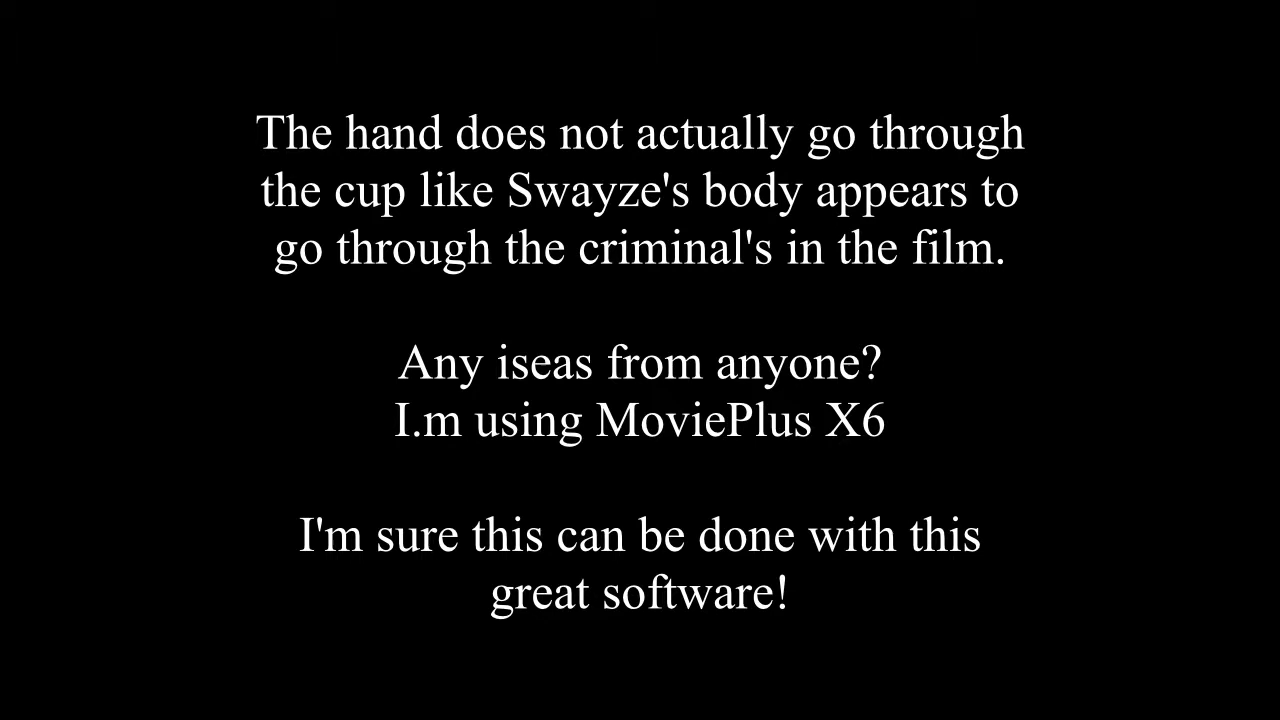 The hand does not actually go through
the cup like Swayze's body appears to
go through the criminal's in the film.
Any iseas from anyone?
I.m using MoviePlus X6
I'm sure this can be done with this
great software!